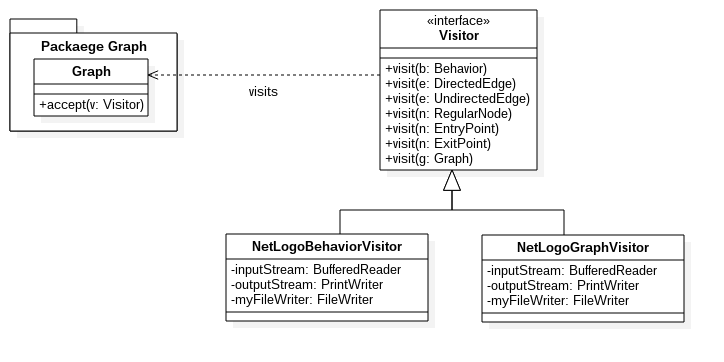 Packaege Graph
Graph
+accept(v: Visitor)
visits
«interface»
Visitor
+visit(b: Behavior)
+visit(e: DirectedEdge)
+visit(e: UndirectedEdge)
+visit(n: RegularNode)
+visit(n: EntryPoint)
+visit(n: ExitPoint)
+visit(g: Graph)
NetLogoBehaviorVisitor
-inputStream: BufferedReader
-outputStream: PrintWriter
-myFileWriter: FileWriter
NetLogoGraphVisitor
-inputStream: BufferedReader
-outputStream: PrintWriter
-myFileWriter: FileWriter